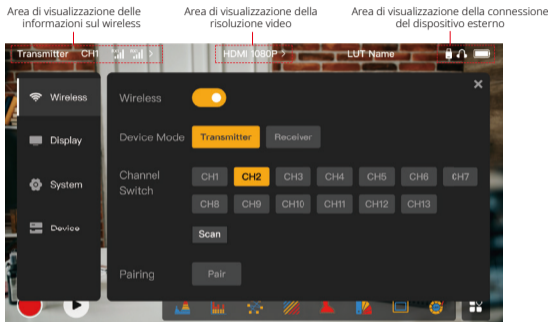 Area di visualizzazione delle informazioni sul wireless
Area di visualizzazione della risoluzione video
Area di visualizzazione della connessione del dispositivo esterno
Transmitter CH1 HDMI 1080P > LUT Name
Wireless Wireless
Display Device Mode Transmitter Receiver
System Channel Switch CH1 CH2 CH3 CH4 CH5 CH6 CH7
CH8 CH9 CH10 CH11 CH12 CH13
Device Scan
Pairing Pair